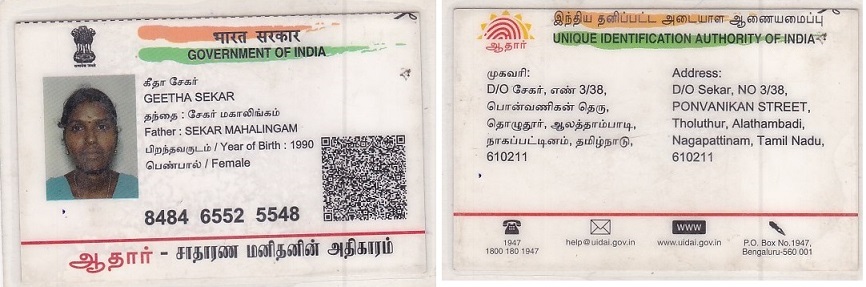 भारत सरकार
GOVERNMENT OF INDIA
கீதா சேகர்
GEETHA SEKAR
தந்தை : சேகர் மகாலிங்கம்
Father : SEKAR MAHALINGAM
பிறந்தவருடம் / Year of Birth : 1990
பெண்பால் / Female
8484 6552 5548
ஆதார் - சாதாரண மனிதனின் அதிகாரம்
இந்திய தனிப்பட்ட அடையாள ஆணையமைப்பு
ஆதார்
UNIQUE IDENTIFICATION AUTHORITY OF INDIA
முகவரி:
D/O சேகர், எண் 3/38,
பொன்வணிகன் தெரு,
தொழுதூர், ஆலத்தாம்பாடி,
நாகப்பட்டினம், தமிழ்நாடு,
610211
Address:
D/O Sekar, NO 3/38,
PONVANIKAN STREET,
Tholuthur, Alathambadi,
Nagapattinam, Tamil Nadu,
610211
1947
1800 180 1947
help@uidai.gov.in
www
www.uidai.gov.in
P.O. Box No.1947,
Bengaluru-560 001